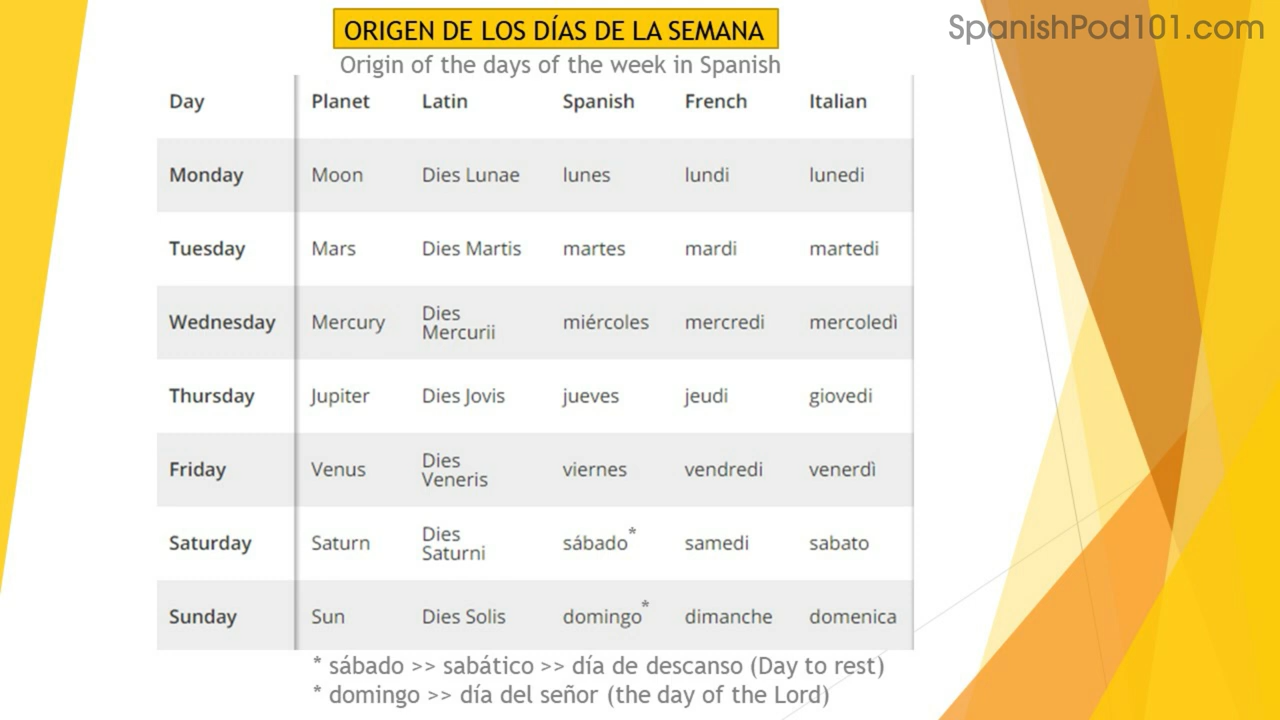 SpanishPod101.com
ORIGEN DE LOS DÍAS DE LA SEMANA
Origin of the days of the week in Spanish
Day Planet Latin Spanish French Italian
Monday Moon Dies Lunae lunes lundi lunedi
Tuesday Mars Dies Martis martes mardi martedi
Wednesday Mercury Dies Mercurii miércoles mercredi mercoledì
Thursday Jupiter Dies Jovis jueves jeudi giovedi
Friday Venus Dies Veneris viernes vendredi venerdì
Saturday Saturn Dies Saturni sábado* samedi sabato
Sunday Sun Dies Solis domingo* dimanche domenica
* sábado >> sabático >> día de descanso (Day to rest)
* domingo >> día del señor (the day of the Lord)